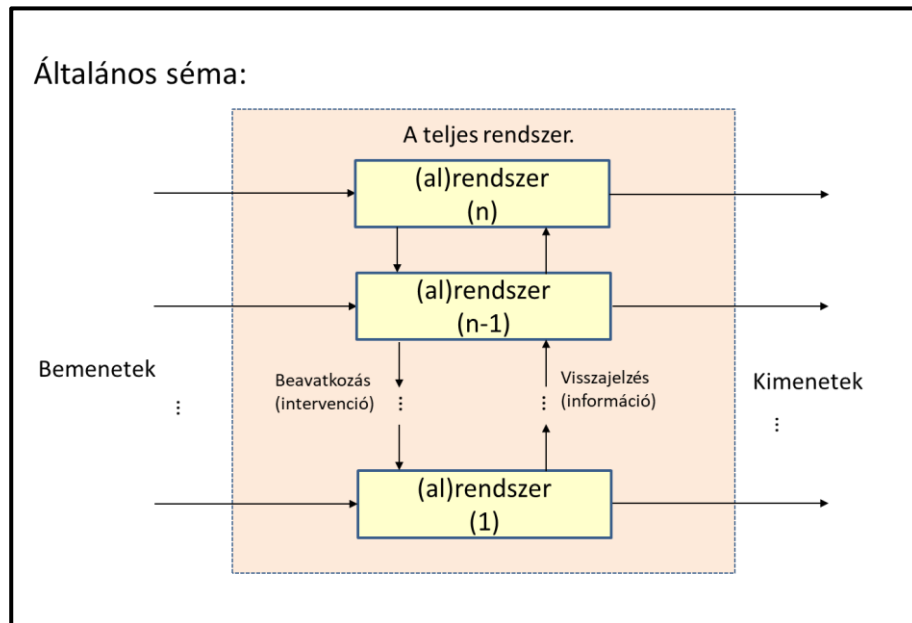 Általános séma:
A teljes rendszer.
(al)rendszer
(n)
(al)rendszer
(n-1)
Bemenetek
⋮
Beavatkozás
(intervenció)
⋮
Visszajelzés
(információ)
⋮
Kimenetek
⋮
(al)rendszer
(1)